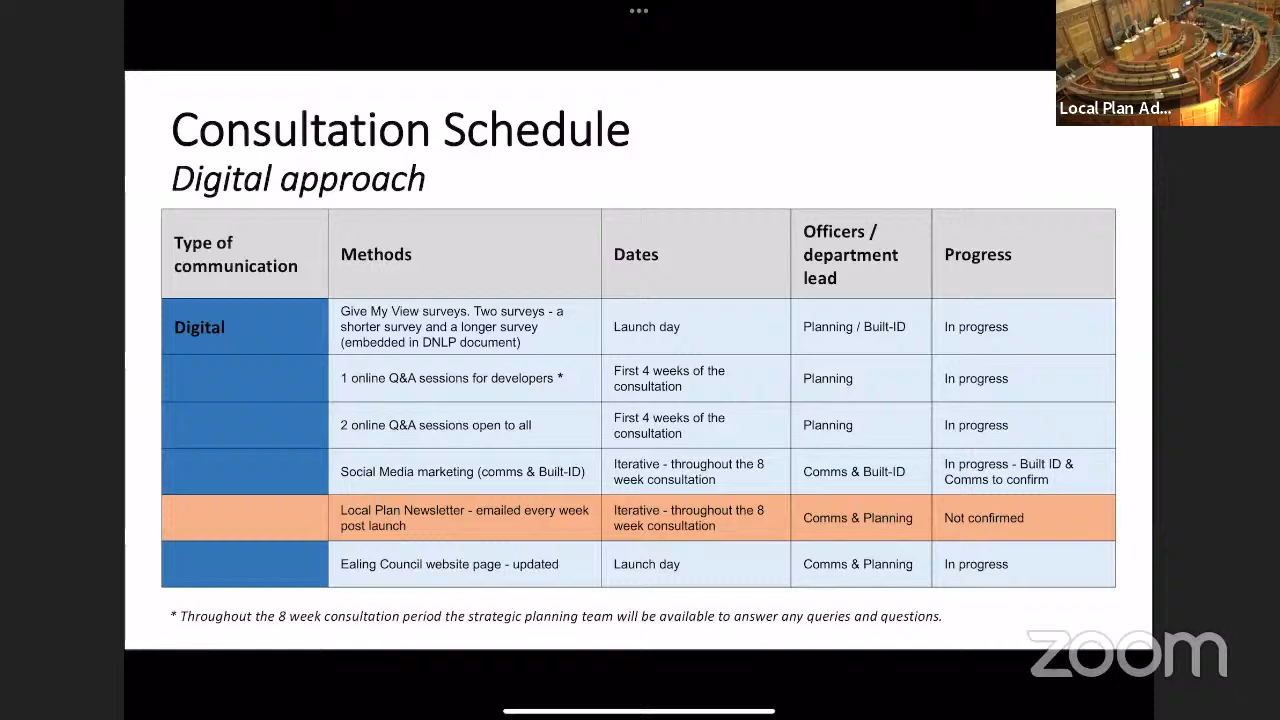 Local Plan Ad...
Consultation Schedule
Digital approach
Type of
communication
Methods
Dates
Officers /
department
lead
Progress
Digital
Give My View surveys. Two surveys - a
shorter survey and a longer survey
(embedded in DNLP document)
Launch day
Planning / Built-ID
In progress
1 online Q&A sessions for developers *
First 4 weeks of the
consultation
Planning
In progress
2 online Q&A sessions open to all
First 4 weeks of the
consultation
Planning
In progress
Social Media marketing (comms & Built-ID)
Iterative - throughout the 8
week consultation
Comms & Built-ID
In progress - Built ID &
Comms to confirm
Local Plan Newsletter - emailed every week
post launch
Iterative - throughout the 8
week consultation
Comms & Planning
Not confirmed
Ealing Council website page - updated
Launch day
Comms & Planning
In progress
* Throughout the 8 week consultation period the strategic planning team will be available to answer any queries and questions.
zoom